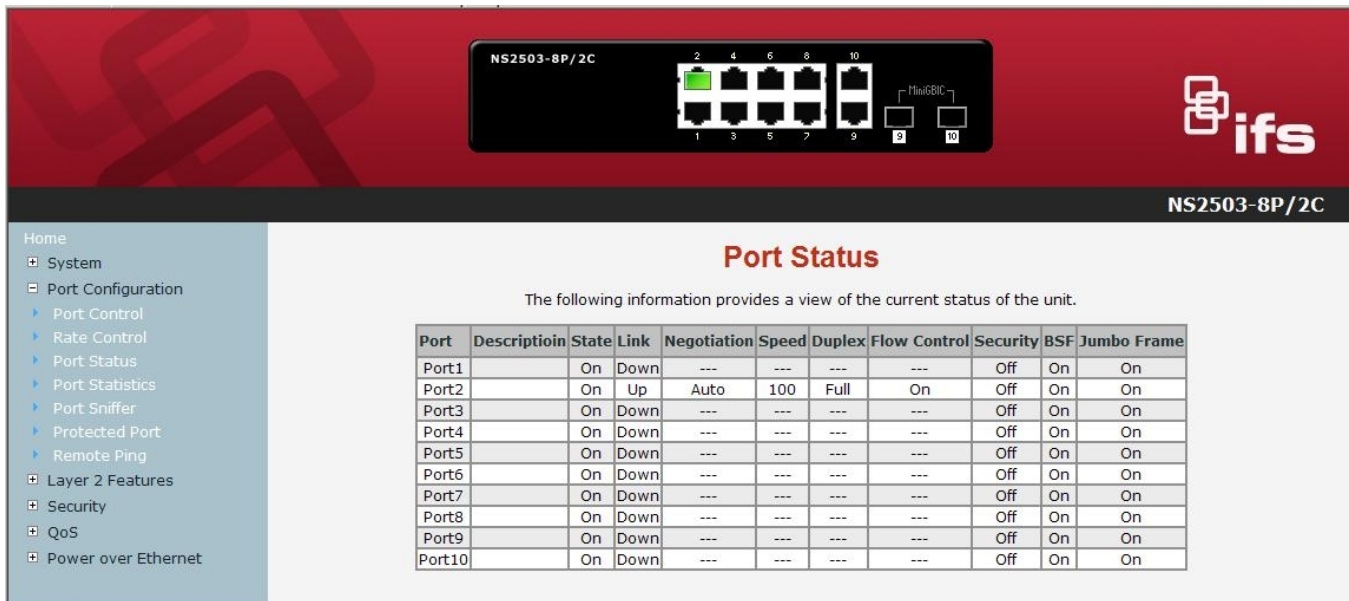 NS2503-8P/2C
2 4 6 8 10
MiniGBIC
1 3 5 7 9 9 10
ifs
NS2503-8P/2C
Home
System
Port Configuration
Port Control
Rate Control
Port Status
Port Statistics
Port Sniffer
Protected Port
Remote Ping
Layer 2 Features
Security
QoS
Power over Ethernet
Port Status
The following information provides a view of the current status of the unit.
Port Descriptioin State Link Negotiation Speed Duplex Flow Control Security BSF Jumbo Frame
Port1 On Down --- --- --- --- Off On On
Port2 On Up Auto 100 Full On Off On On
Port3 On Down --- --- --- --- Off On On
Port4 On Down --- --- --- --- Off On On
Port5 On Down --- --- --- --- Off On On
Port6 On Down --- --- --- --- Off On On
Port7 On Down --- --- --- --- Off On On
Port8 On Down --- --- --- --- Off On On
Port9 On Down --- --- --- --- Off On On
Port10 On Down --- --- --- --- Off On On